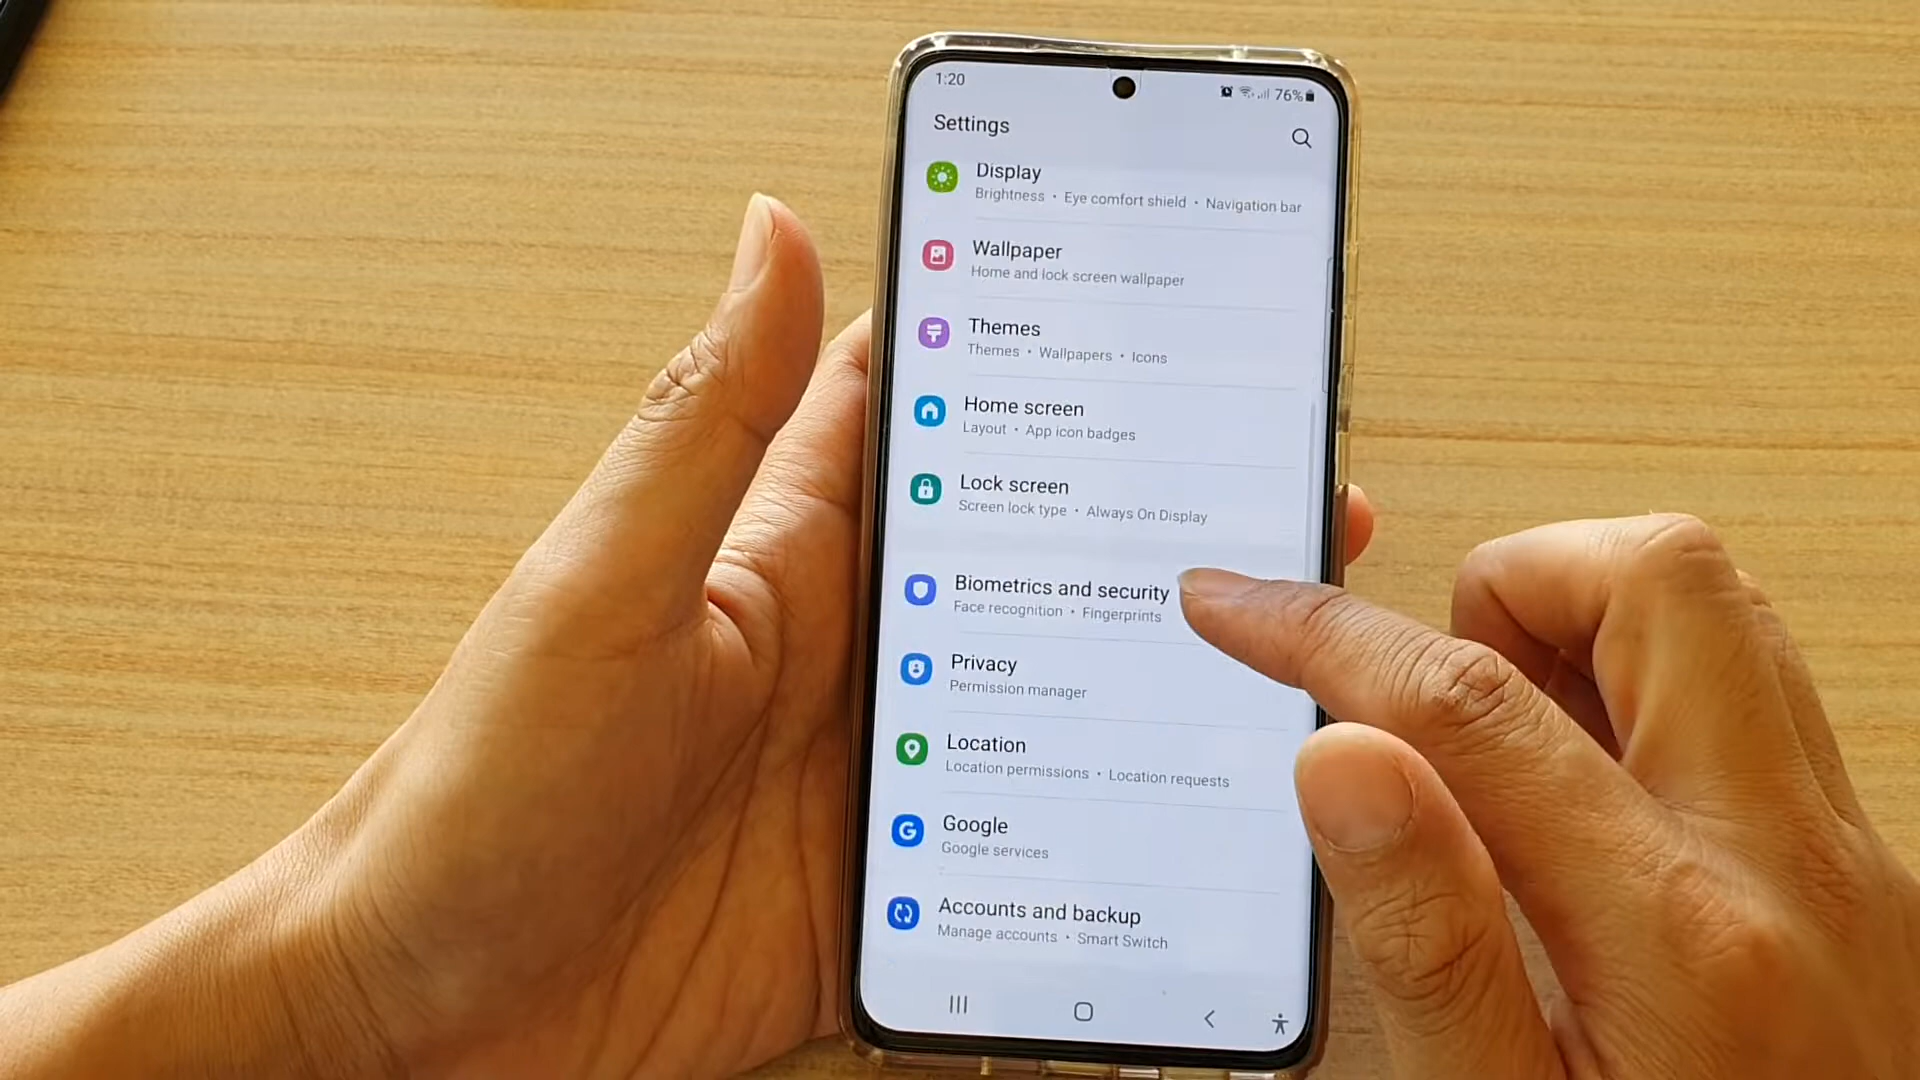 1:20
76%
Settings
Display
Brightness • Eye comfort shield • Navigation bar
Wallpaper
Home and lock screen wallpaper
Themes
Themes • Wallpapers • Icons
Home screen
Layout • App icon badges
Lock screen
Screen lock type • Always On Display
Biometrics and security
Face recognition • Fingerprints
Privacy
Permission manager
Location
Location permissions • Location requests
G
Google
Google services
Accounts and backup
Manage accounts • Smart Switch